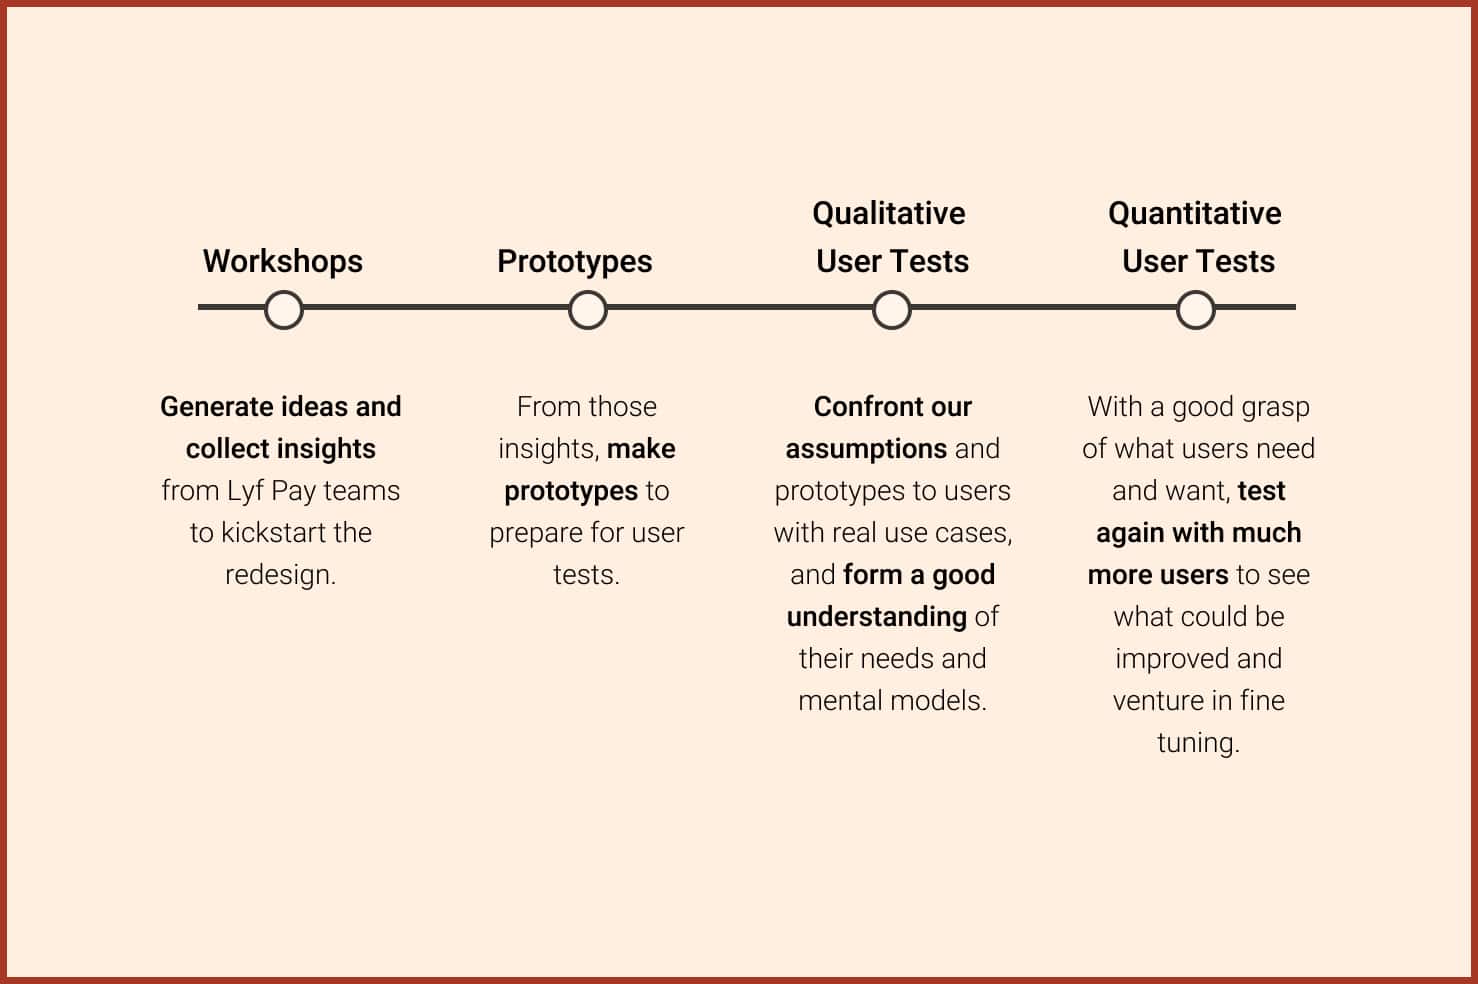 Workshops
Generate ideas and
collect insights
from Lyf Pay teams
to kickstart the
redesign.
Prototypes
From those
insights, make
prototypes to
prepare for user
tests.
Qualitative
User Tests
Confront our
assumptions and
prototypes to users
with real use cases,
and form a good
understanding of
their needs and
mental models.
Quantitative
User Tests
With a good grasp
of what users need
and want, test
again with much
more users to see
what could be
improved and
venture in fine
tuning.